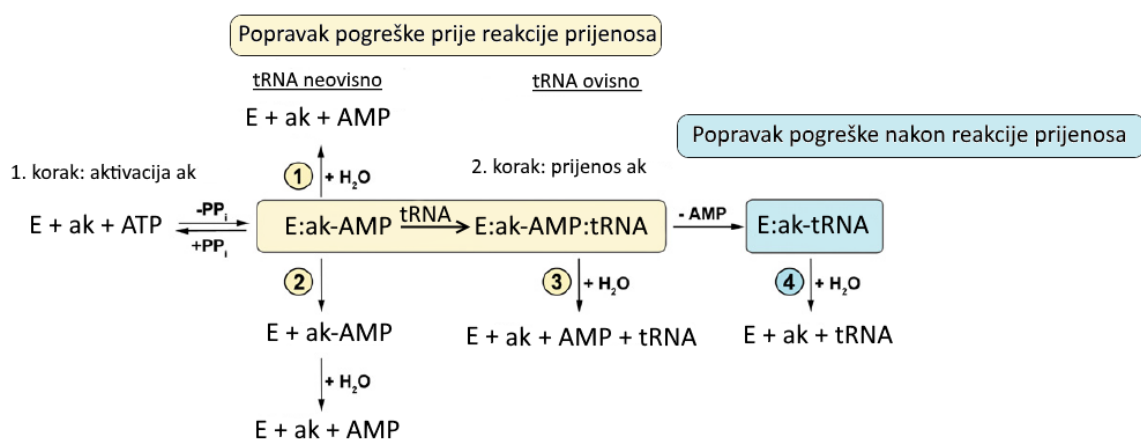 Popravak pogreške prije reakcije prijenosa
tRNA neovisno
tRNA ovisno
E + ak + AMP
Popravak pogreške nakon reakcije prijenosa
1. korak: aktivacija ak
1
+ H₂O
2. korak: prijenos ak
E + ak + ATP
-PPᵢ
+PPᵢ
E:ak-AMP
tRNA
E:ak-AMP:tRNA
- AMP
E:ak-tRNA
2
3
+ H₂O
4
+ H₂O
E + ak-AMP
E + ak + AMP + tRNA
E + ak + tRNA
+ H₂O
E + ak + AMP